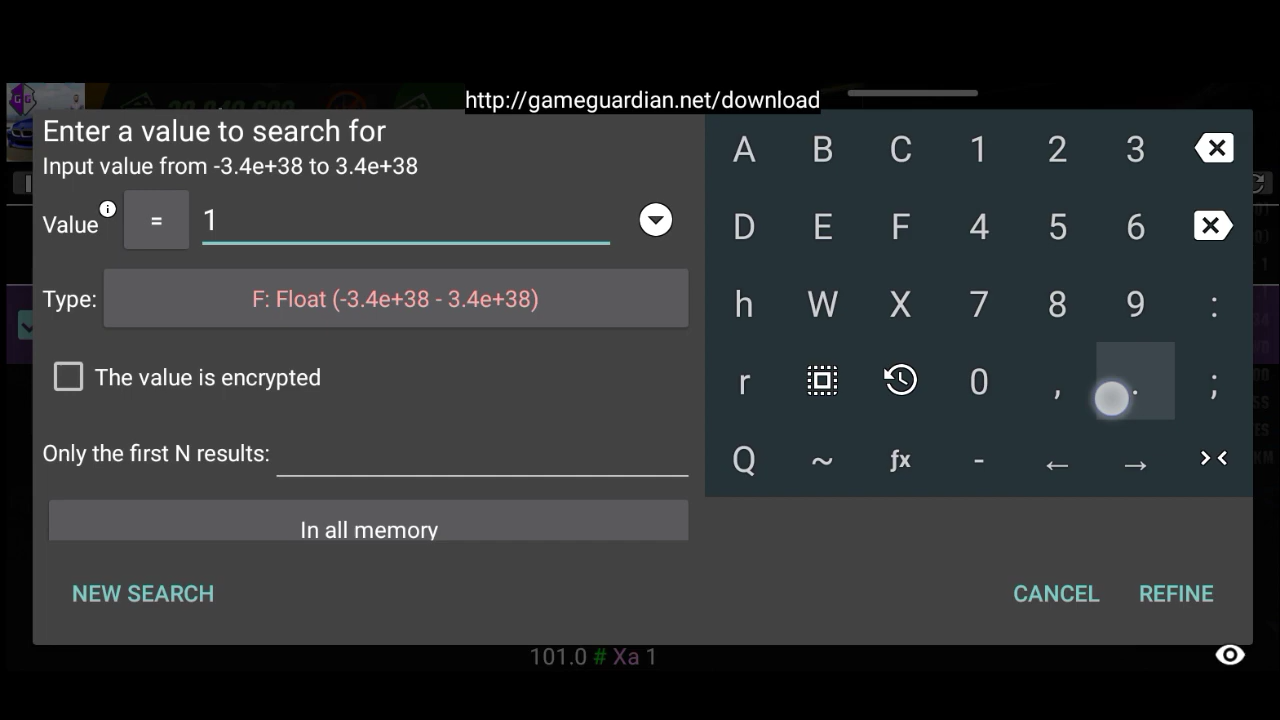 http://gameguardian.net/download
Enter a value to search for
Input value from -3.4e+38 to 3.4e+38
Value i = 1
Type: F: Float (-3.4e+38 - 3.4e+38)
The value is encrypted
Only the first N results:
In all memory
NEW SEARCH
CANCEL REFINE
A B C 1 2 3
D E F 4 5 6
h W X 7 8 9 :
r 0 , . ;
Q ~ ƒx - ← → ><
101.0 # Xa 1